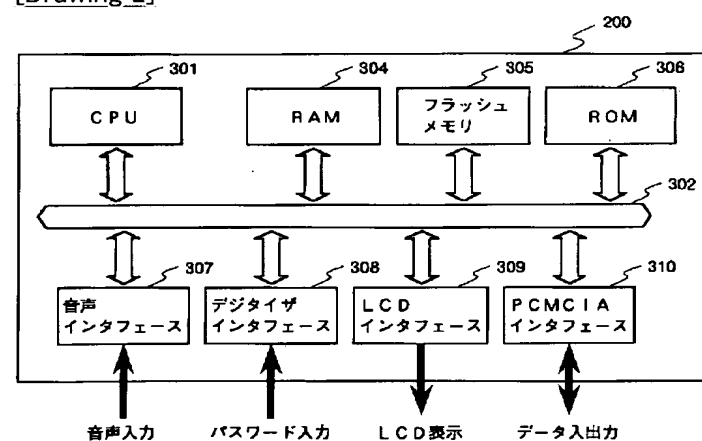 200
301
304
305
306
CPU
RAM
フラッシュ
メモリ
ROM
302
307
308
309
310
音声
インタフェース
デジタイザ
インタフェース
LCD
インタフェース
PCMCIA
インタフェース
音声入力
パスワード入力
LCD表示
データ入出力